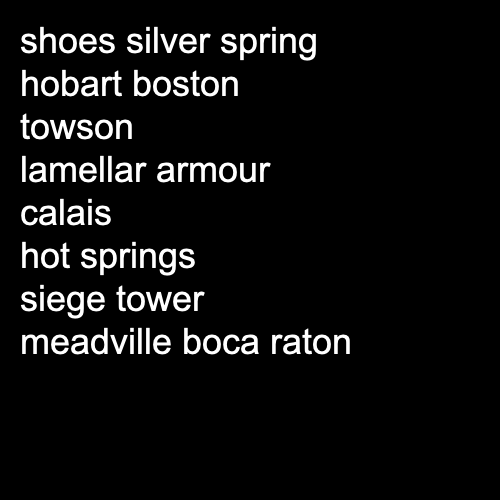 shoes silver spring
hobart boston
towson
lamellar armour
calais
hot springs
siege tower
meadville boca raton